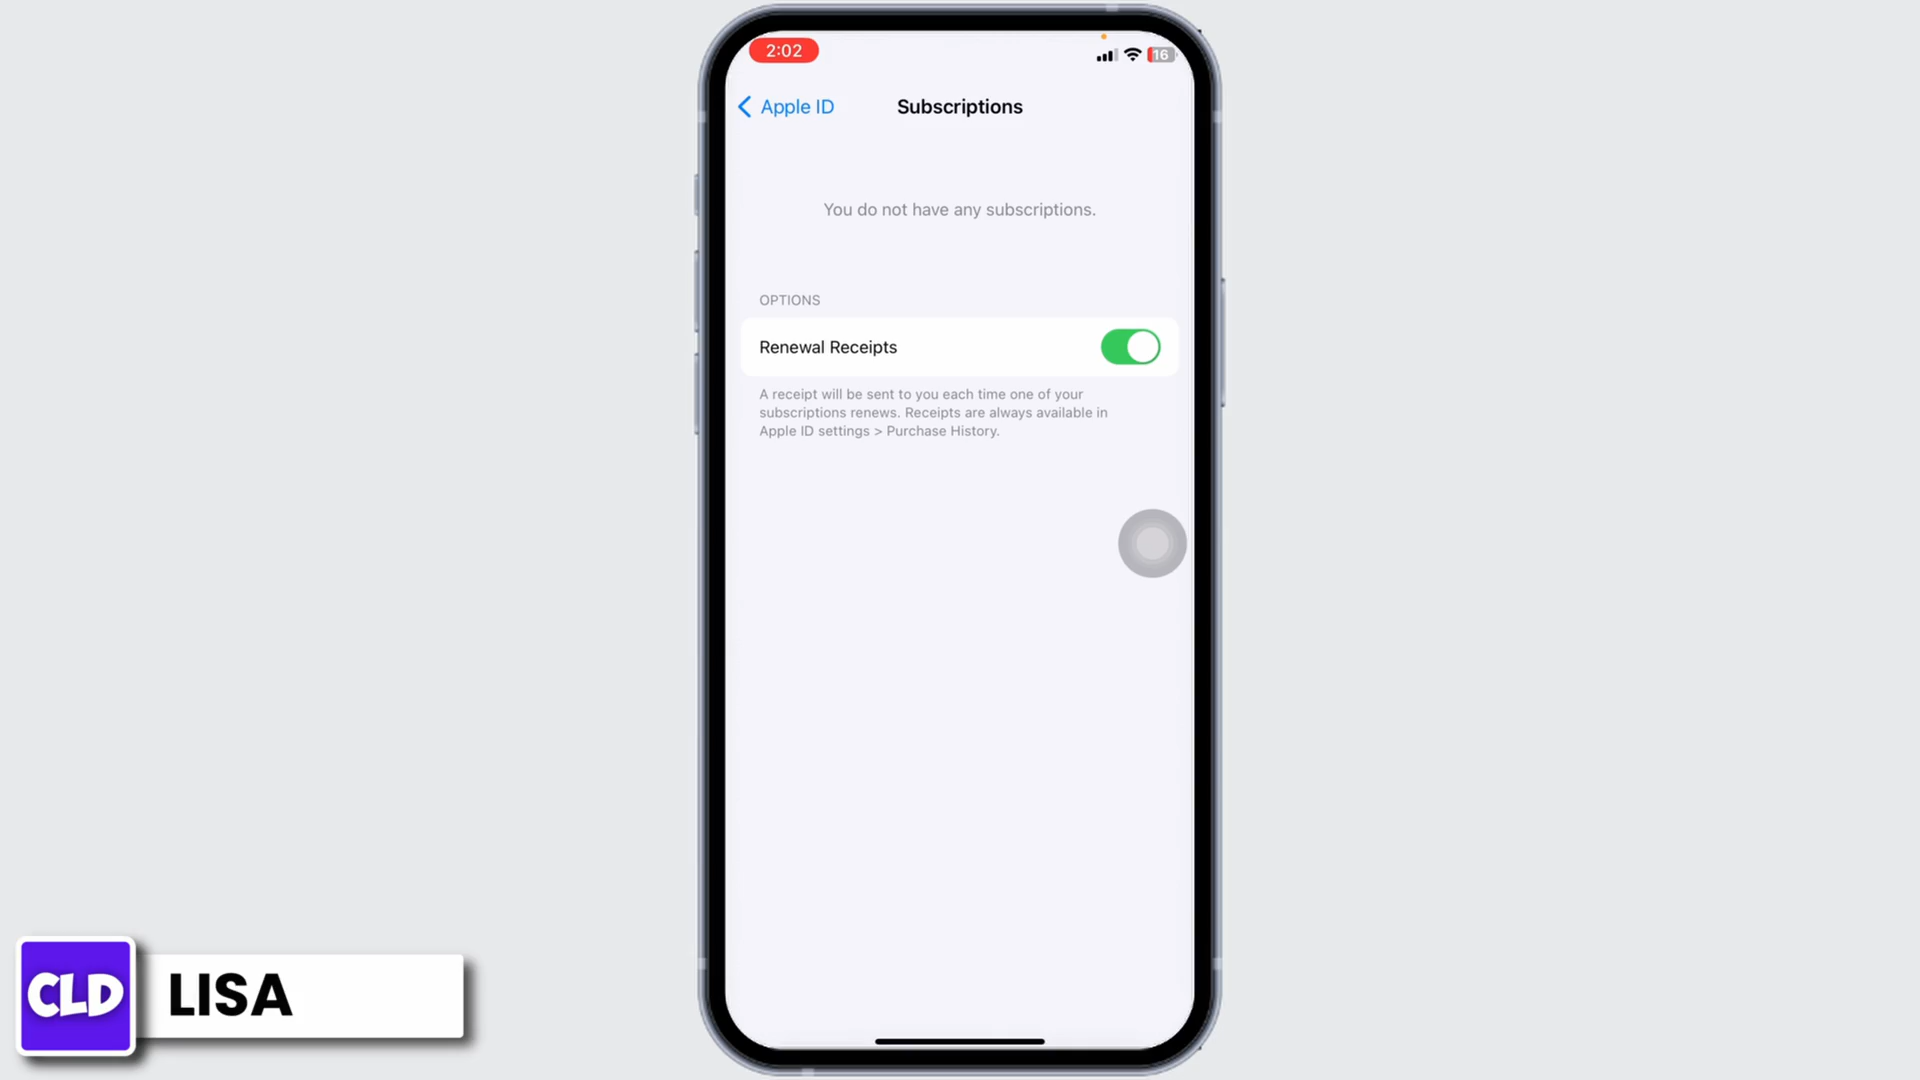 2:02
16
Apple ID
Subscriptions
You do not have any subscriptions.
OPTIONS
Renewal Receipts
A receipt will be sent to you each time one of your
subscriptions renews. Receipts are always available in
Apple ID settings > Purchase History.
CLD
LISA